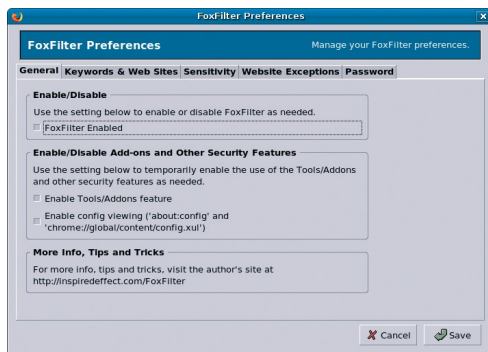 FoxFilter Preferences
FoxFilter Preferences
Manage your FoxFilter preferences.
General Keywords & Web Sites Sensitivity Website Exceptions Password
Enable/Disable
Use the setting below to enable or disable FoxFilter as needed.
FoxFilter Enabled
Enable/Disable Add-ons and Other Security Features
Use the setting below to temporarily enable the use of the Tools/Addons
and other security features as needed.
Enable Tools/Addons feature
Enable config viewing ('about:config' and
'chrome://global/content/config.xul')
More Info, Tips and Tricks
For more info, tips and tricks, visit the author's site at
http://inspiredeffect.com/FoxFilter
Cancel Save